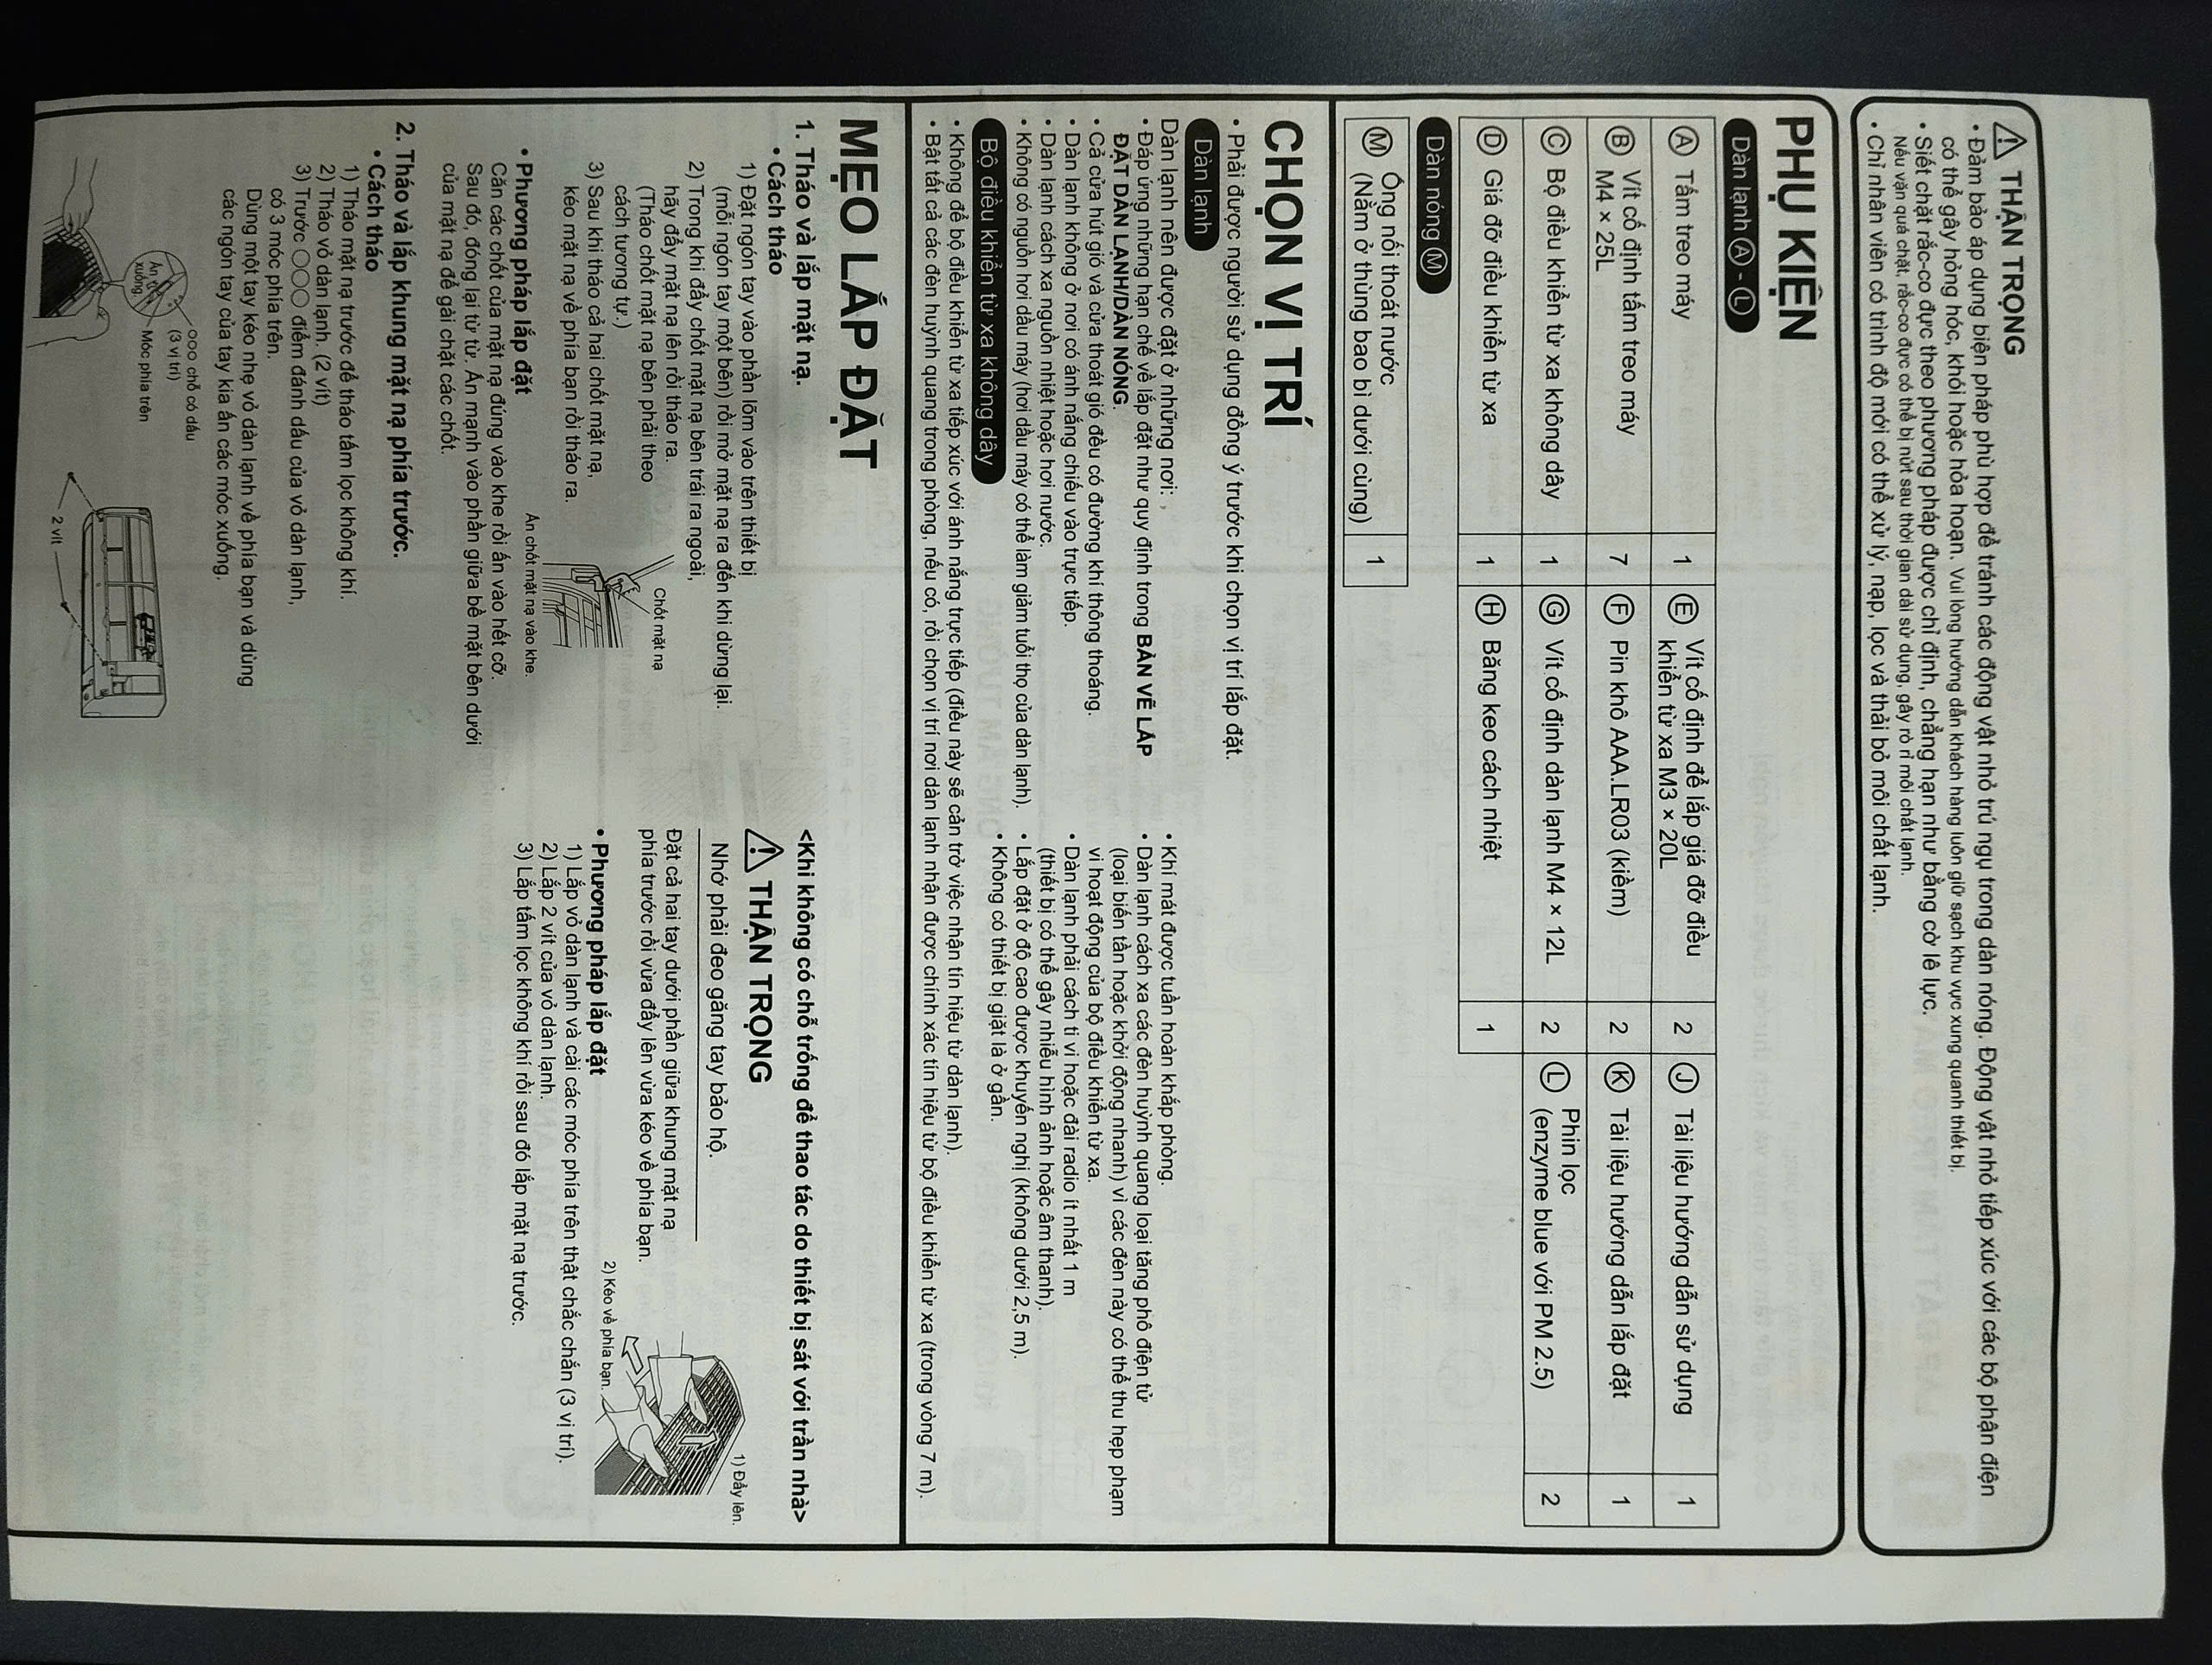 ⚠ THẬN TRỌNG
• Đảm bảo áp dụng biện pháp phù hợp để tránh các động vật nhỏ trú ngụ trong dàn nóng. Động vật nhỏ tiếp xúc với các bộ phận điện
có thể gây hỏng hóc, khói hoặc hỏa hoạn. Vui lòng hướng dẫn khách hàng luôn giữ sạch khu vực xung quanh thiết bị.
• Siết chặt rắc-co đực theo phương pháp được chỉ định, chẳng hạn như bằng cờ lê lực.
Nếu vặn quá chặt, rắc-co đực có thể bị nứt sau thời gian dài sử dụng, gây rò rỉ môi chất lạnh.
• Chỉ nhân viên có trình độ mới có thể xử lý, nạp, lọc và thải bỏ môi chất lạnh.
PHỤ KIỆN
Dàn lạnh Ⓐ - Ⓛ
Ⓐ Tấm treo máy 1
Ⓔ Vít cố định để lắp giá đỡ điều
khiển từ xa M3 × 20L 2
Ⓙ Tài liệu hướng dẫn sử dụng 1
Ⓑ Vít cố định tấm treo máy
M4 × 25L 7
Ⓕ Pin khô AAA.LR03 (kiềm) 2
Ⓚ Tài liệu hướng dẫn lắp đặt 1
Ⓒ Bộ điều khiển từ xa không dây 1
Ⓖ Vít cố định dàn lạnh M4 × 12L 2
Ⓛ Phin lọc
(enzyme blue với PM 2.5) 2
Ⓓ Giá đỡ điều khiển từ xa 1
Ⓗ Băng keo cách nhiệt 1
Dàn nóng Ⓜ
Ⓜ Ống nối thoát nước
(Nằm ở thùng bao bì dưới cùng) 1
CHỌN VỊ TRÍ
• Phải được người sử dụng đồng ý trước khi chọn vị trí lắp đặt.
Dàn lạnh
Dàn lạnh nên được đặt ở những nơi:
• Đáp ứng những hạn chế về lắp đặt như quy định trong BẢN VẼ LẮP
ĐẶT DÀN LẠNH/DÀN NÓNG.
• Cả cửa hút gió và cửa thoát gió đều có đường khí thông thoáng.
• Dàn lạnh không ở nơi có ánh nắng chiếu vào trực tiếp.
• Dàn lạnh cách xa nguồn nhiệt hoặc hơi nước.
• Không có nguồn hơi dầu máy (hơi dầu máy có thể làm giảm tuổi thọ của dàn lạnh).
• Khí mát được tuần hoàn khắp phòng.
• Dàn lạnh cách xa các đèn huỳnh quang loại tăng phô điện tử
(loại biến tần hoặc khởi động nhanh) vì các đèn này có thể thu hẹp phạm
vi hoạt động của bộ điều khiển từ xa.
• Dàn lạnh phải cách ti vi hoặc đài radio ít nhất 1 m
(thiết bị có thể gây nhiễu hình ảnh hoặc âm thanh).
• Lắp đặt ở độ cao được khuyến nghị (không dưới 2,5 m).
• Không có thiết bị giặt là ở gần.
Bộ điều khiển từ xa không dây
• Không để bộ điều khiển từ xa tiếp xúc với ánh nắng trực tiếp (điều này sẽ cản trở việc nhận tín hiệu từ dàn lạnh).
• Bật tất cả các đèn huỳnh quang trong phòng, nếu có, rồi chọn vị trí nơi dàn lạnh nhận được chính xác tín hiệu từ bộ điều khiển từ xa (trong vòng 7 m).
MẸO LẮP ĐẶT
1. Tháo và lắp mặt nạ.
• Cách tháo
1) Đặt ngón tay vào phần lõm vào trên thiết bị
(mỗi ngón tay một bên) rồi mở mặt nạ ra đến khi dừng lại.
2) Trong khi đẩy chốt mặt nạ bên trái ra ngoài,
hãy đẩy mặt nạ lên rồi tháo ra.
(Tháo chốt mặt nạ bên phải theo
cách tương tự.)
3) Sau khi tháo cả hai chốt mặt nạ,
kéo mặt nạ về phía bạn rồi tháo ra.
Chốt mặt nạ
Ấn chốt mặt nạ vào khe.
• Phương pháp lắp đặt
Căn các chốt của mặt nạ đúng vào khe rồi ấn vào hết cỡ.
Sau đó, đóng lại từ từ. Ấn mạnh vào phần giữa bề mặt bên dưới
của mặt nạ để gài chặt các chốt.
2. Tháo và lắp khung mặt nạ phía trước.
• Cách tháo
1) Tháo mặt nạ trước để tháo tấm lọc không khí.
2) Tháo vỏ dàn lạnh. (2 vít)
3) Trước ○○○ điểm đánh dấu của vỏ dàn lạnh,
có 3 móc phía trên.
Dùng một tay kéo nhẹ vỏ dàn lạnh về phía bạn và dùng
các ngón tay của tay kia ấn các móc xuống.
○○○ chỗ có dấu
(3 vị trí)
Móc phía trên
Ấn
xuống.
2 vít
<Khi không có chỗ trống để thao tác do thiết bị sát với trần nhà>
⚠ THẬN TRỌNG
Nhớ phải đeo găng tay bảo hộ.
Đặt cả hai tay dưới phần giữa khung mặt nạ
phía trước rồi vừa đẩy lên vừa kéo về phía bạn.
1) Đẩy lên.
2) Kéo về phía bạn.
• Phương pháp lắp đặt
1) Lắp vỏ dàn lạnh và cài các móc phía trên thật chắc chắn (3 vị trí).
2) Lắp 2 vít của vỏ dàn lạnh.
3) Lắp tấm lọc không khí rồi sau đó lắp mặt nạ trước.